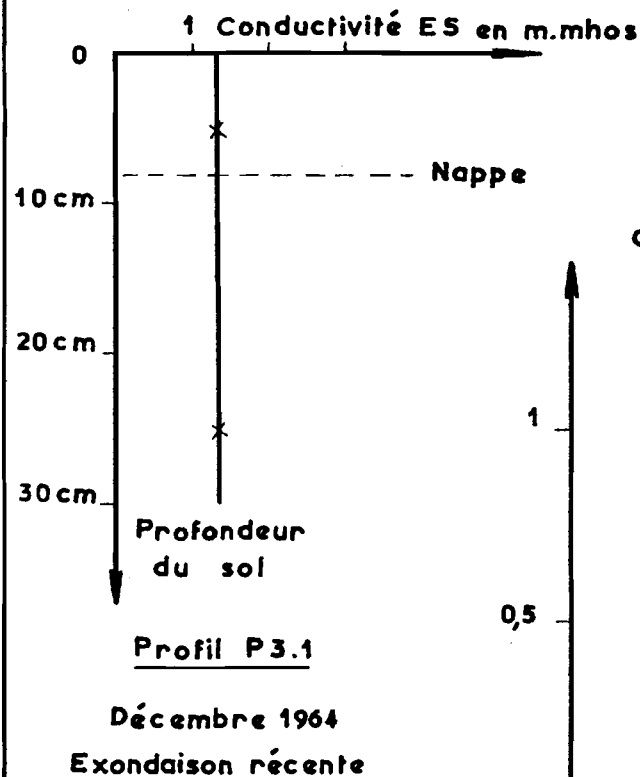 1 Conductivité ES en m.mhos
0
Nappe
10 cm
20 cm
30 cm
Profondeur
du sol
Profil P3.1
Décembre 1964
Exondaison récente
1
0,5